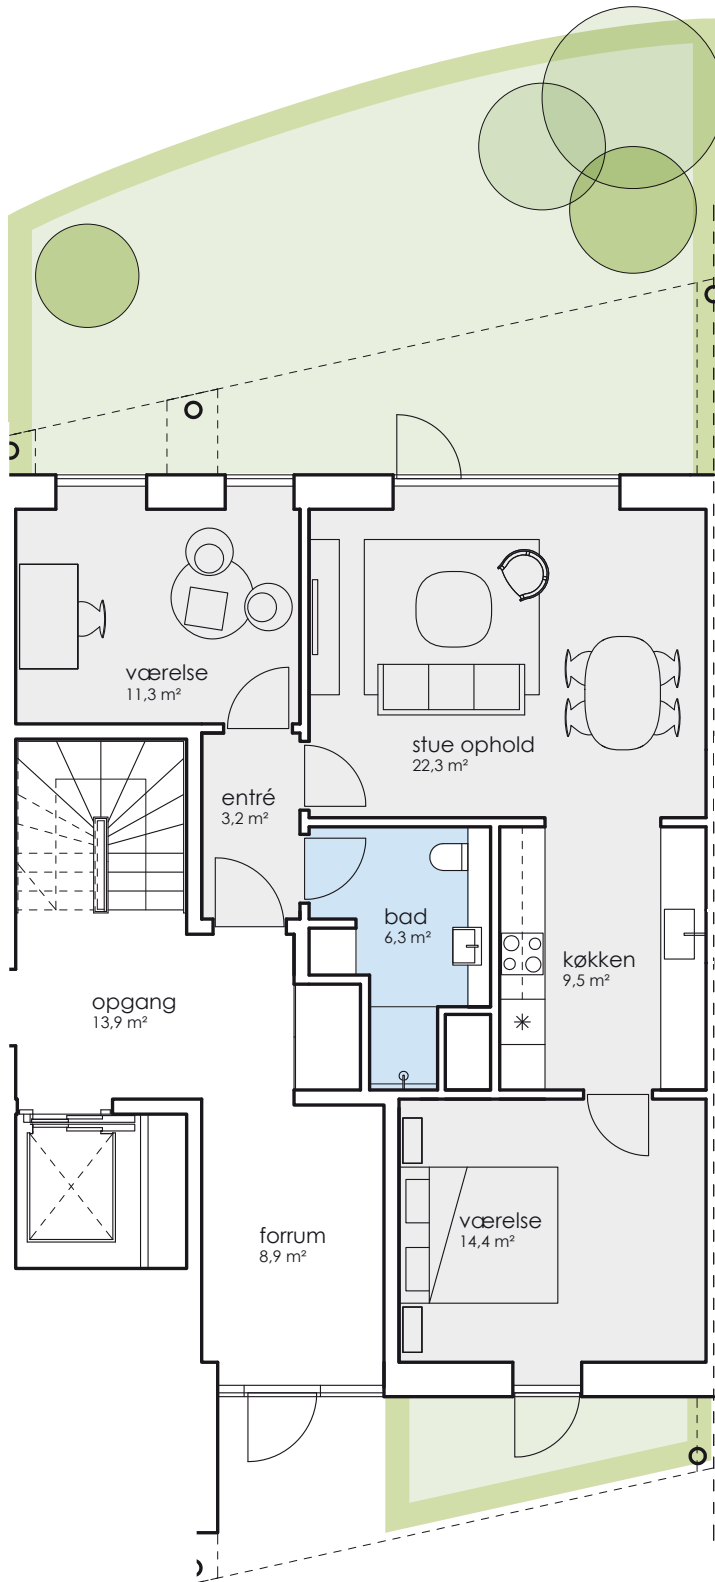 værelse
11,3 m²
stue ophold
22,3 m²
entré
3,2 m²
bad
6,3 m²
køkken
9,5 m²
opgang
13,9 m²
værelse
14,4 m²
forrum
8,9 m²